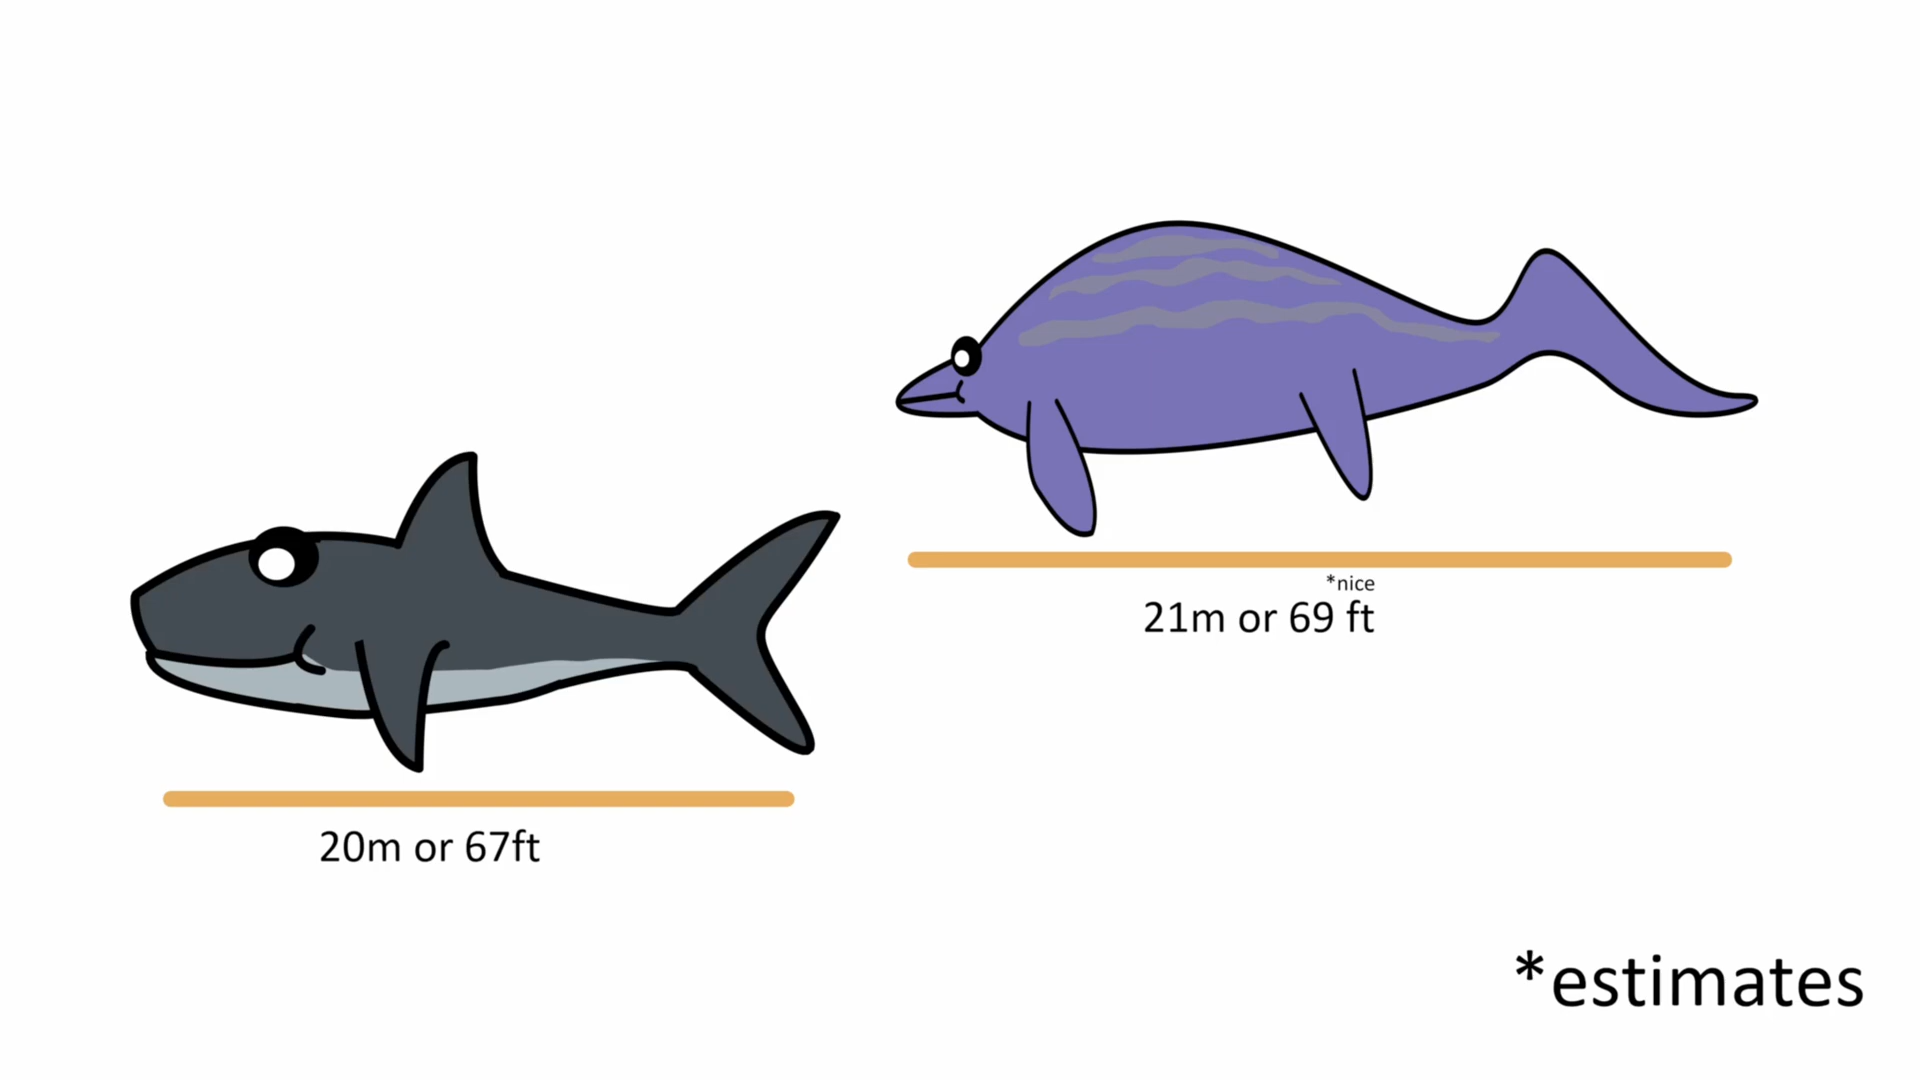 *nice
21m or 69 ft
20m or 67ft
*estimates